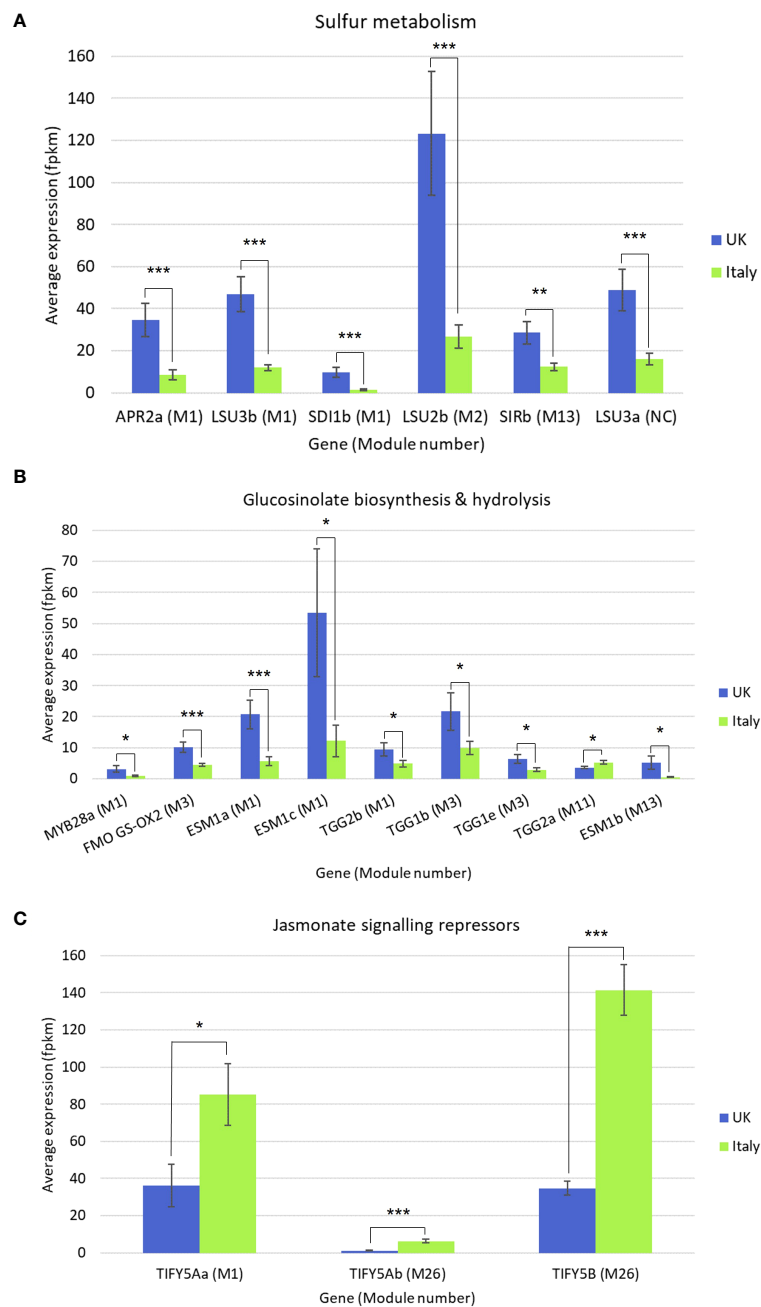 A
Sulfur metabolism
Average expression (fpkm)
160
140
120
100
80
60
40
20
0
***
***
***
***
**
***
APR2a (M1) LSU3b (M1) SDI1b (M1) LSU2b (M2) SIRb (M13) LSU3a (NC)
Gene (Module number)
UK
Italy
B
Glucosinolate biosynthesis & hydrolysis
Average expression (fpkm)
80
70
60
50
40
30
20
10
0
*
***
***
*
*
*
*
*
*
MYB28a (M1)
FMO GS-OX2 (M3)
ESM1a (M1)
ESM1c (M1)
TGG2b (M1)
TGG1b (M3)
TGG1e (M3)
TGG2a (M11)
ESM1b (M13)
Gene (Module number)
UK
Italy
C
Jasmonate signalling repressors
Average expression (fpkm)
160
140
120
100
80
60
40
20
0
*
***
***
TIFY5Aa (M1) TIFY5Ab (M26) TIFY5B (M26)
Gene (Module number)
UK
Italy